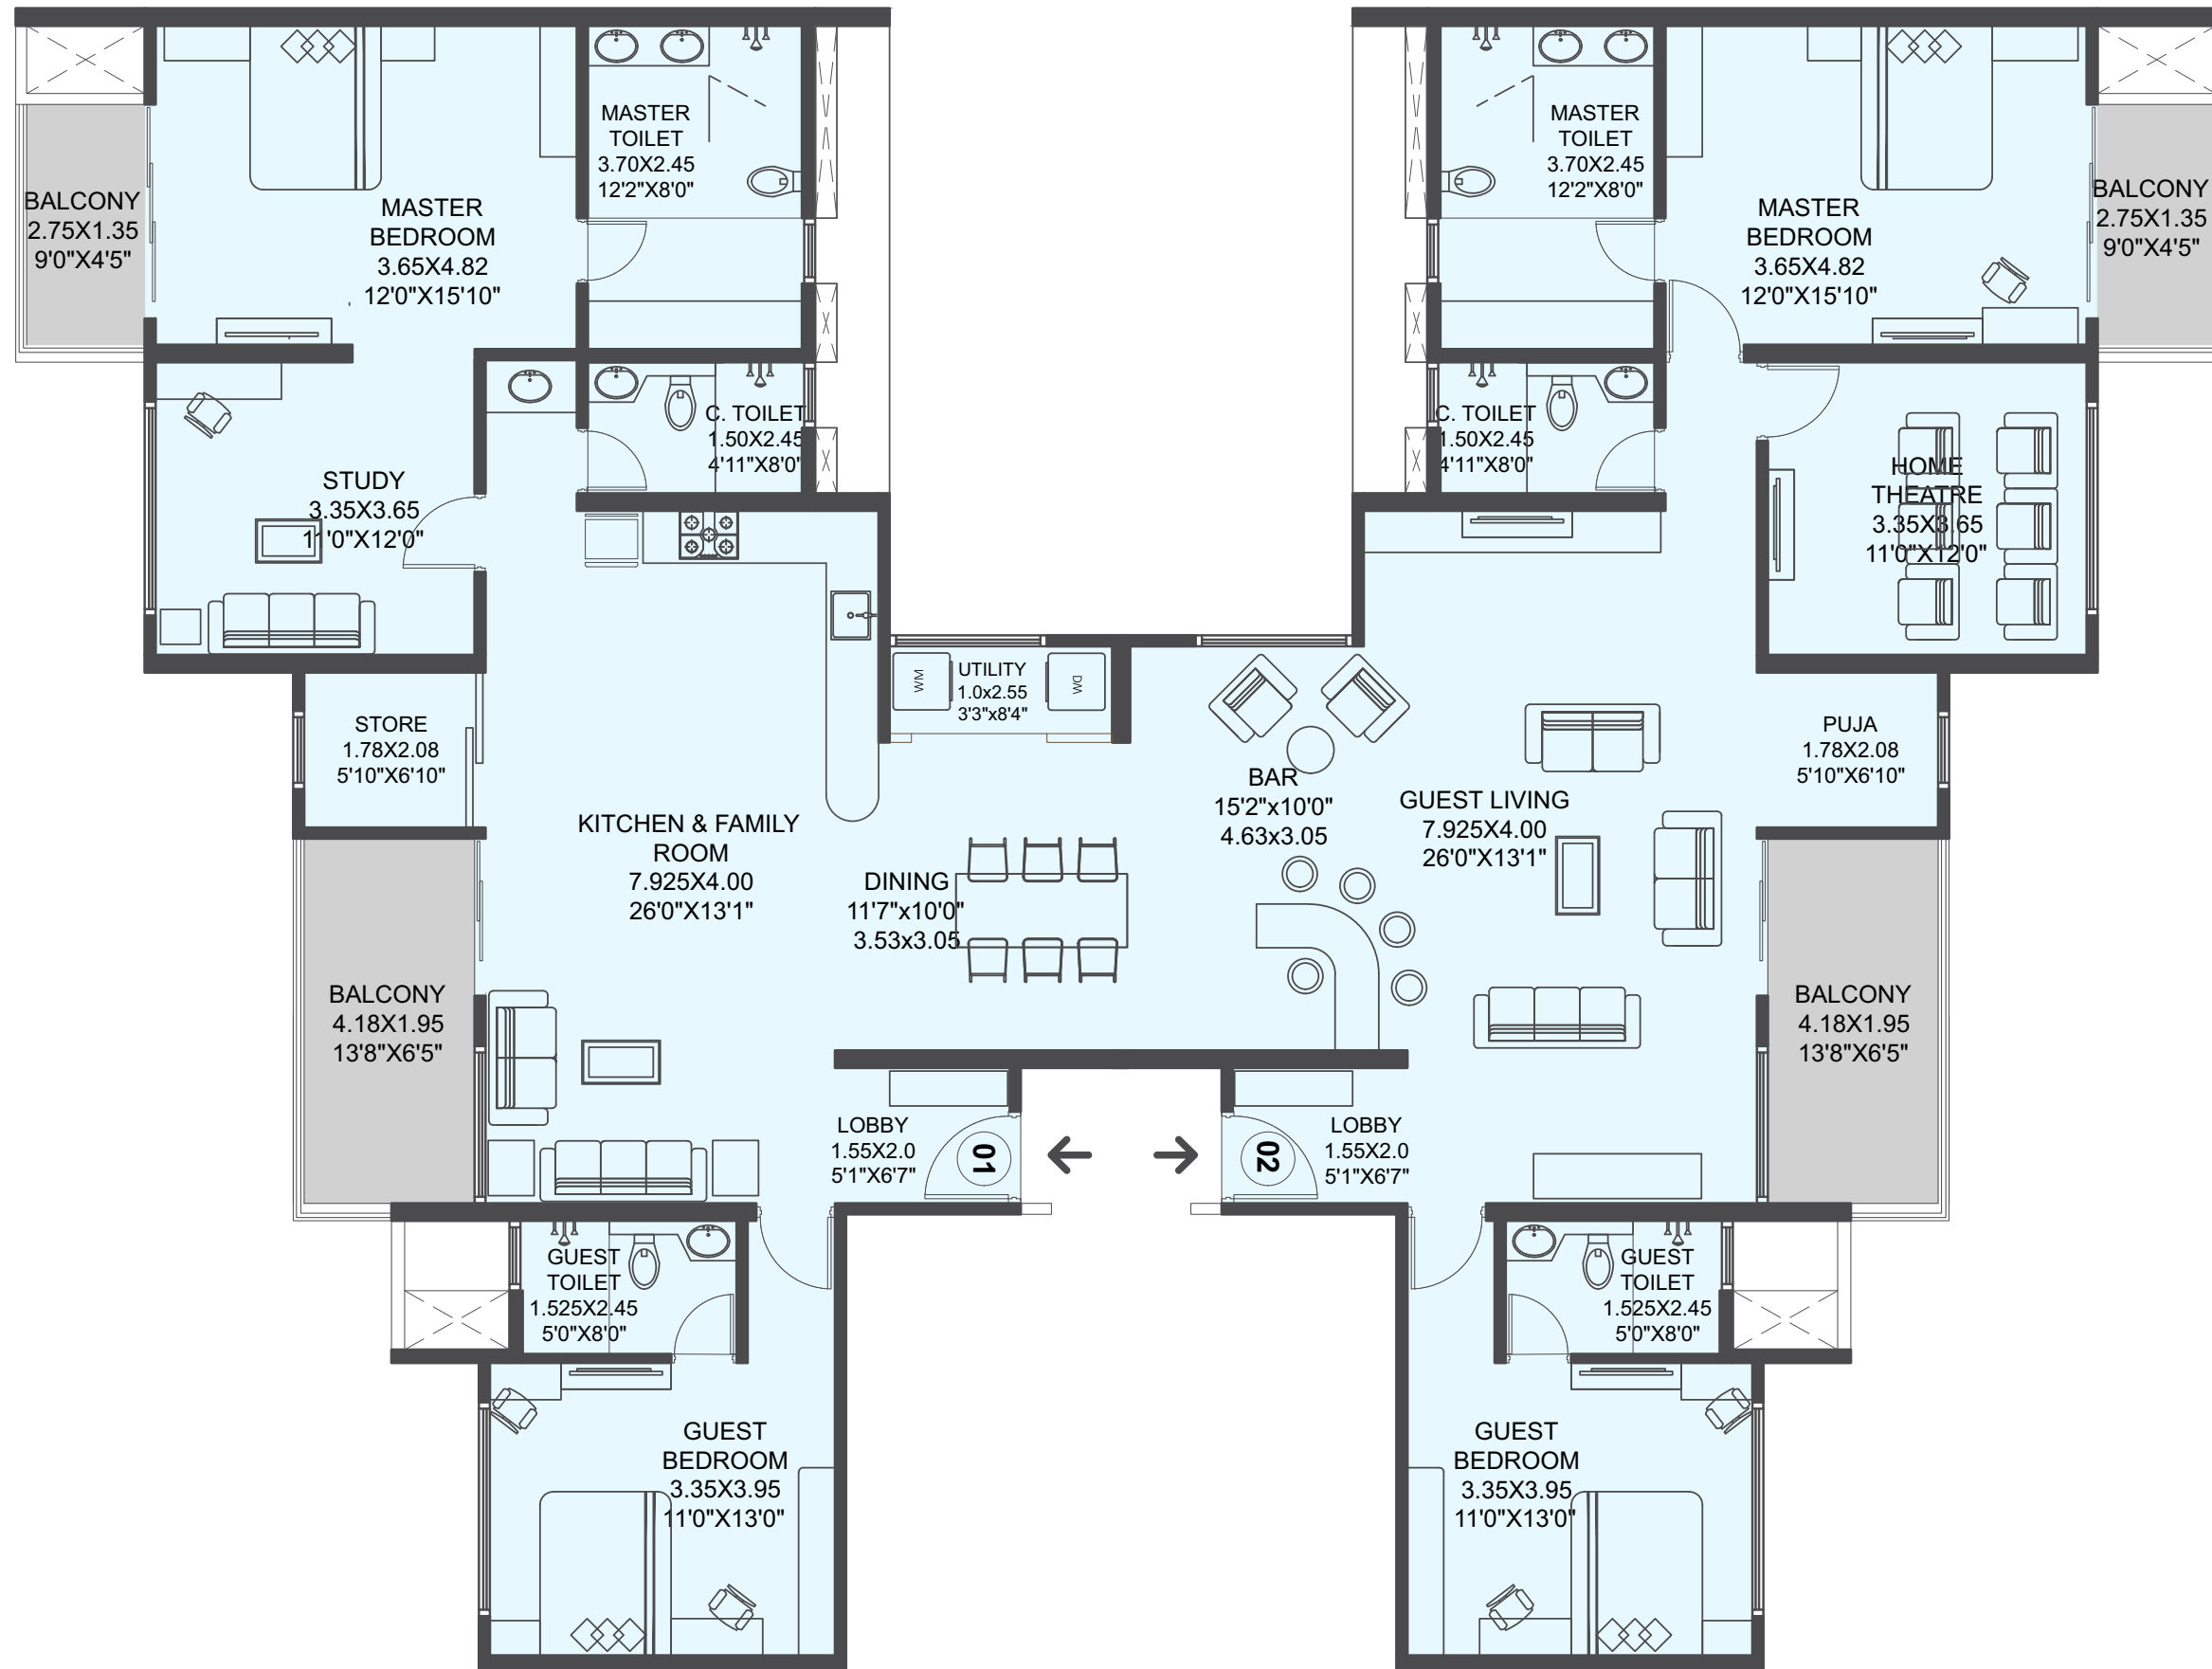 MASTER
TOILET
3.70X2.45
12'2"X8'0"
MASTER
TOILET
3.70X2.45
12'2"X8'0"
BALCONY
2.75X1.35
9'0"X4'5"
MASTER
BEDROOM
3.65X4.82
12'0"X15'10"
MASTER
BEDROOM
3.65X4.82
12'0"X15'10"
BALCONY
2.75X1.35
9'0"X4'5"
C. TOILET
1.50X2.45
4'11"X8'0"
C. TOILET
1.50X2.45
4'11"X8'0"
STUDY
3.35X3.65
11'0"X12'0"
HOME
THEATRE
3.35X3.65
11'0"X12'0"
WM
UTILITY
1.0x2.55
3'3"x8'4"
DW
STORE
1.78X2.08
5'10"X6'10"
PUJA
1.78X2.08
5'10"X6'10"
KITCHEN & FAMILY
ROOM
7.925X4.00
26'0"X13'1"
DINING
11'7"x10'0"
3.53x3.05
BAR
15'2"x10'0"
4.63x3.05
GUEST LIVING
7.925X4.00
26'0"X13'1"
BALCONY
4.18X1.95
13'8"X6'5"
BALCONY
4.18X1.95
13'8"X6'5"
LOBBY
1.55X2.0
5'1"X6'7"
01
02
LOBBY
1.55X2.0
5'1"X6'7"
GUEST
TOILET
1.525X2.45
5'0"X8'0"
GUEST
TOILET
1.525X2.45
5'0"X8'0"
GUEST
BEDROOM
3.35X3.95
11'0"X13'0"
GUEST
BEDROOM
3.35X3.95
11'0"X13'0"